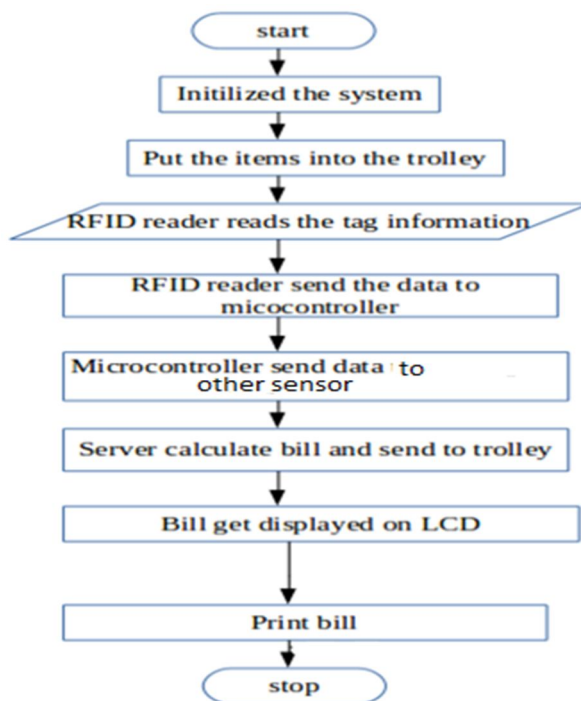 start
Initilized the system
Put the items into the trolley
RFID reader reads the tag information
RFID reader send the data to
micocontroller
Microcontroller send data to
other sensor
Server calculate bill and send to trolley
Bill get displayed on LCD
Print bill
stop